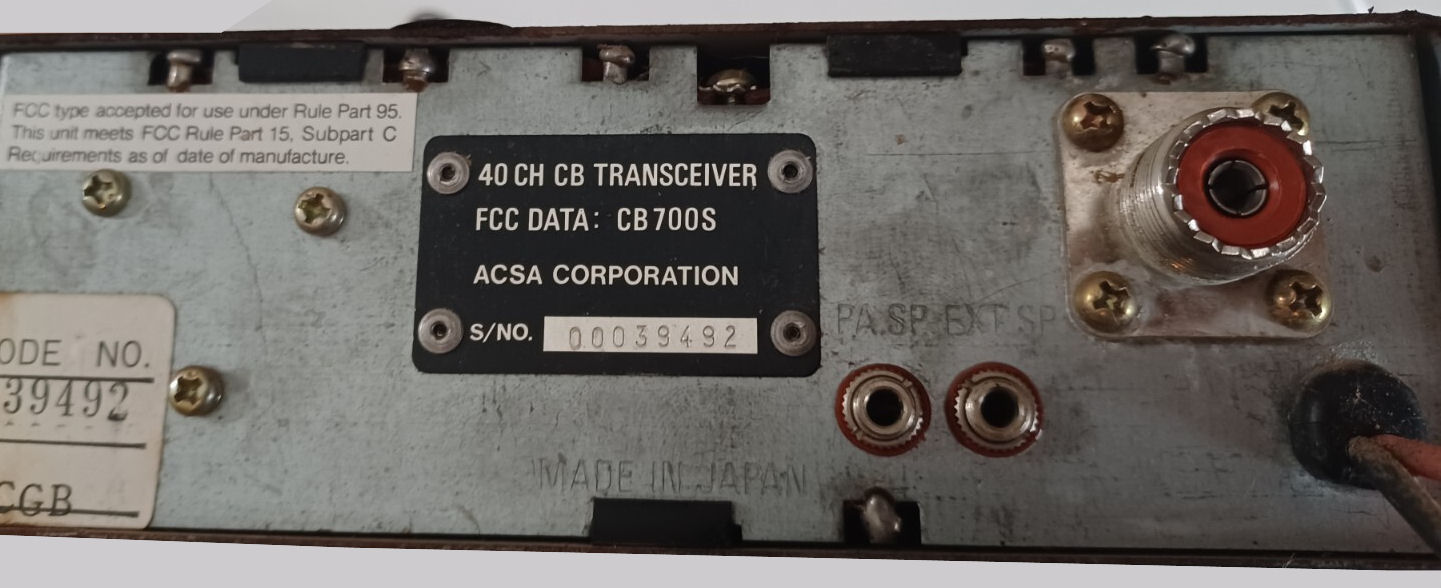 FCC type accepted for use under Rule Part 95.
This unit meets FCC Rule Part 15, Subpart C
Requirements as of date of manufacture.
40 CH CB TRANSCEIVER
FCC DATA: CB700S
ACSA CORPORATION
S/NO. 00039492
PA.SP. EXT SP
ODE NO.
39492
CGB
MADE IN JAPAN